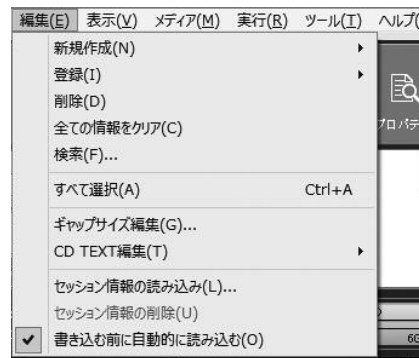 編集(E) 表示(V) メディア(M) 実行(R) ツール(T) ヘルプ(
新規作成(N)
登録(I)
削除(D)
全ての情報をクリア(C)
検索(F)...
すべて選択(A) Ctrl+A
ギャップサイズ編集(G)...
CD TEXT編集(T)
セッション情報の読み込み(L)...
セッション情報の削除(U)
書き込む前に自動的に読み込む(O)
プロパテ